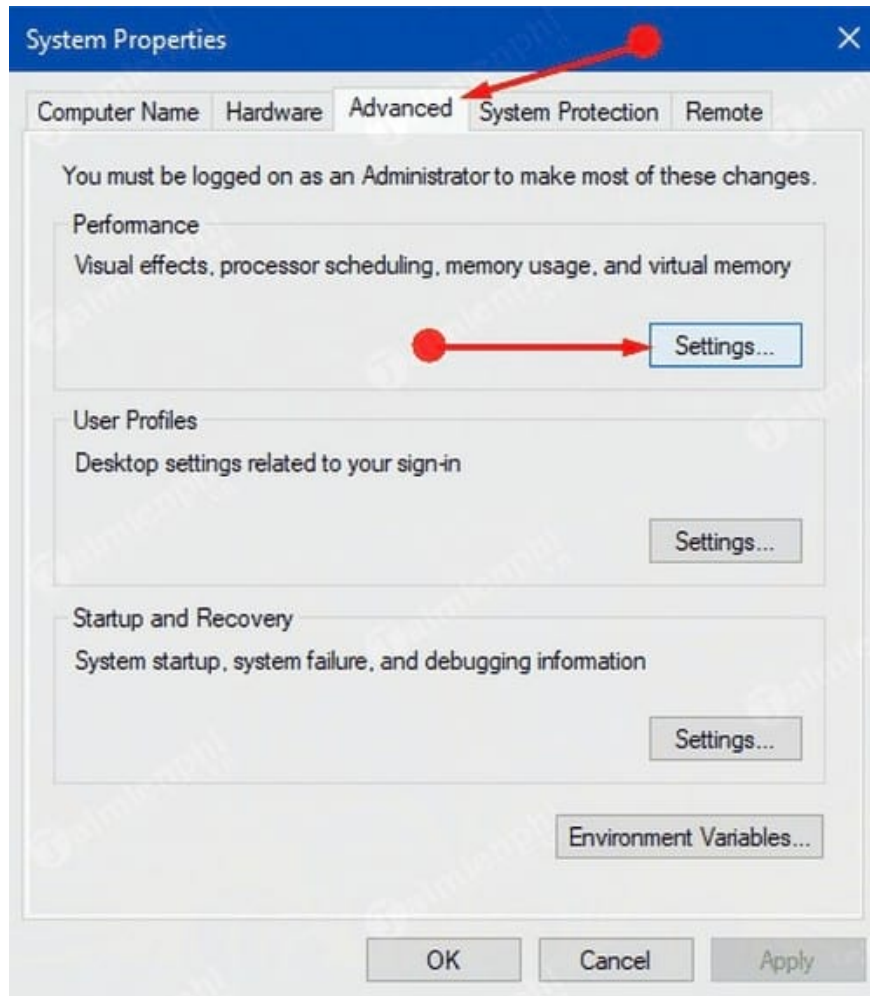 System Properties
Computer Name Hardware Advanced System Protection Remote
You must be logged on as an Administrator to make most of these changes.
Performance
Visual effects, processor scheduling, memory usage, and virtual memory
Settings...
User Profiles
Desktop settings related to your sign-in
Settings...
Startup and Recovery
System startup, system failure, and debugging information
Settings...
Environment Variables...
OK Cancel Apply